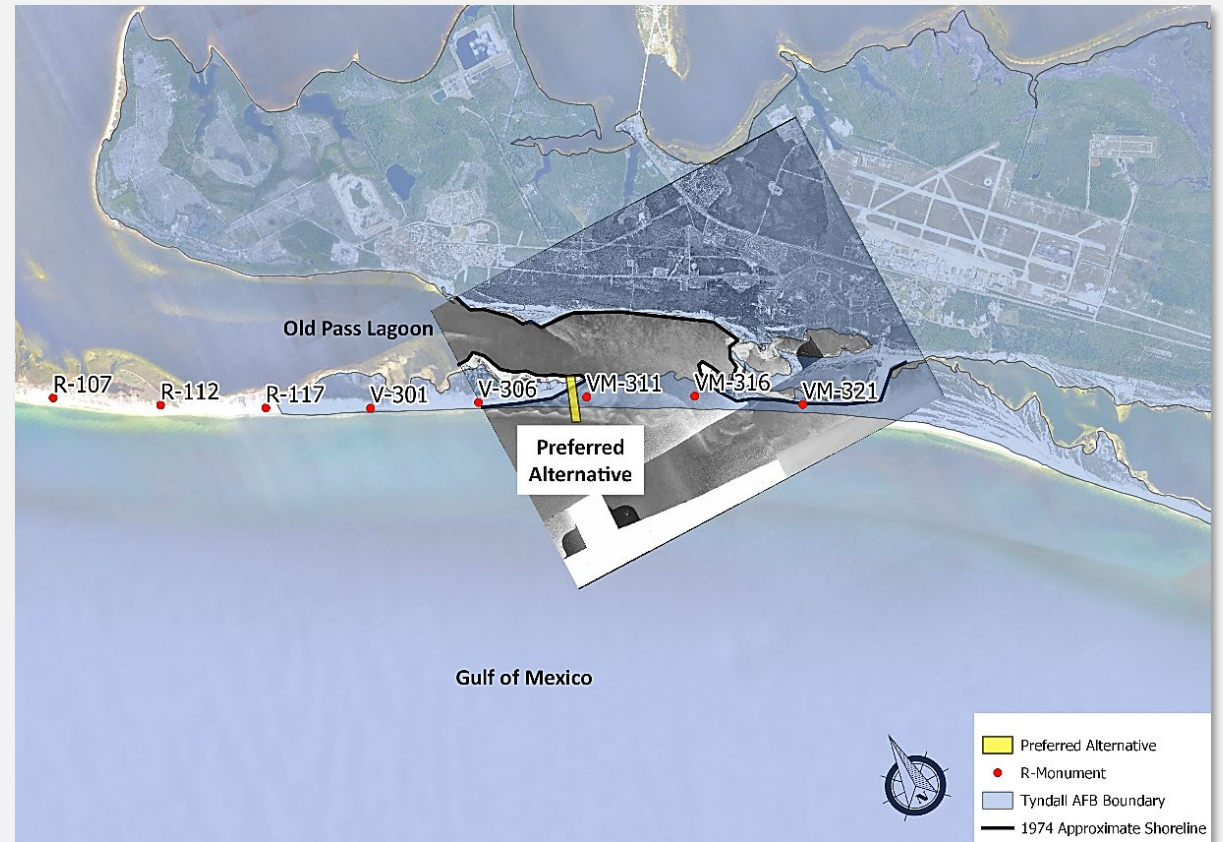 Old Pass Lagoon
R-107
R-112
R-117
V-301
V-306
VM-311
VM-316
VM-321
Preferred
Alternative
Gulf of Mexico
N
Preferred Alternative
R-Monument
Tyndall AFB Boundary
1974 Approximate Shoreline